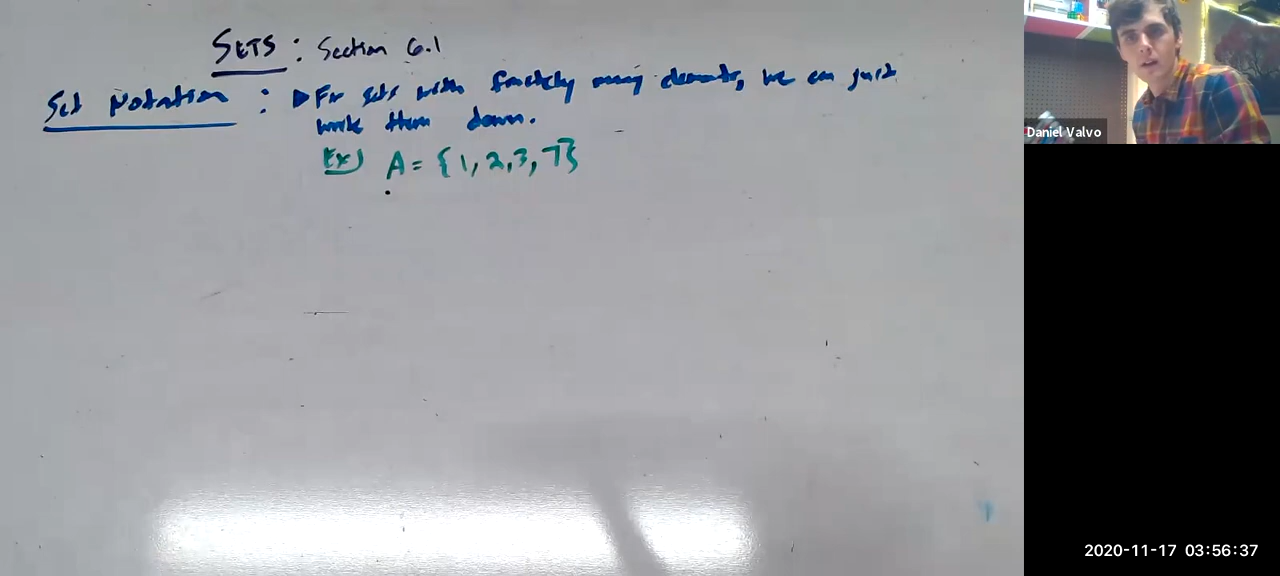 SETS: Section 6.1
Set Notation: ▶ For sets with finitely many elements, we can just
write them down.
Ex) A = {1, 2, 3, 7}
Daniel Valvo
2020-11-17 03:56:37